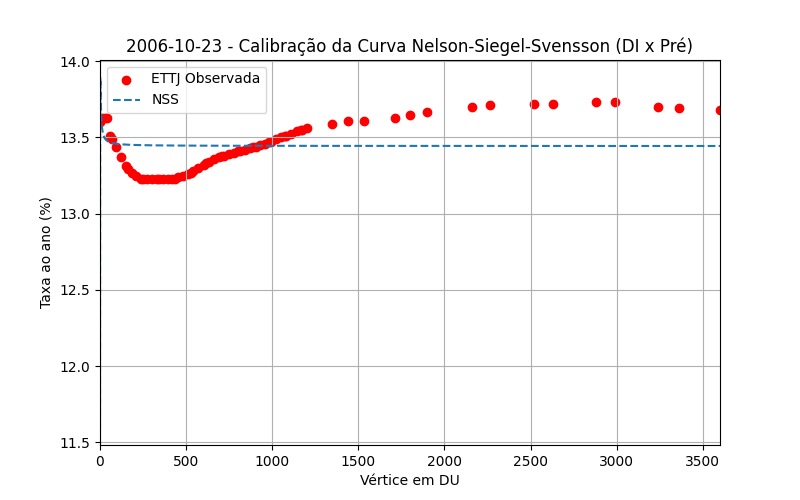 2006-10-23 - Calibração da Curva Nelson-Siegel-Svensson (DI x Pré)
ETTJ Observada
NSS
14.0
13.5
13.0
12.5
12.0
11.5
Taxa ao ano (%)
0 500 1000 1500 2000 2500 3000 3500
Vértice em DU